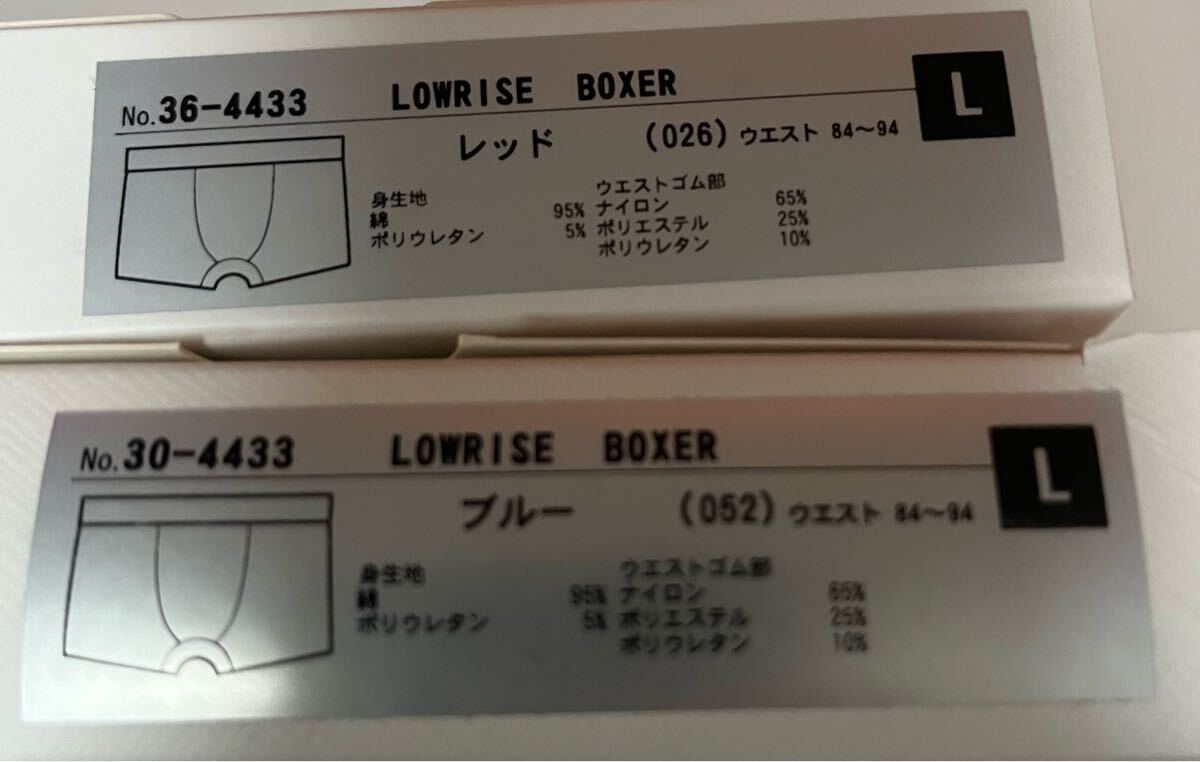 No.36-4433 LOWRISE BOXER L
レッド (026) ウエスト 84～94
身生地 ウエストゴム部
綿 95% ナイロン 65%
ポリウレタン 5% ポリエステル 25%
ポリウレタン 10%
No.30-4433 LOWRISE BOXER L
ブルー (052) ウエスト 84～94
身生地 ウエストゴム部
綿 95% ナイロン 65%
ポリウレタン 5% ポリエステル 25%
ポリウレタン 10%